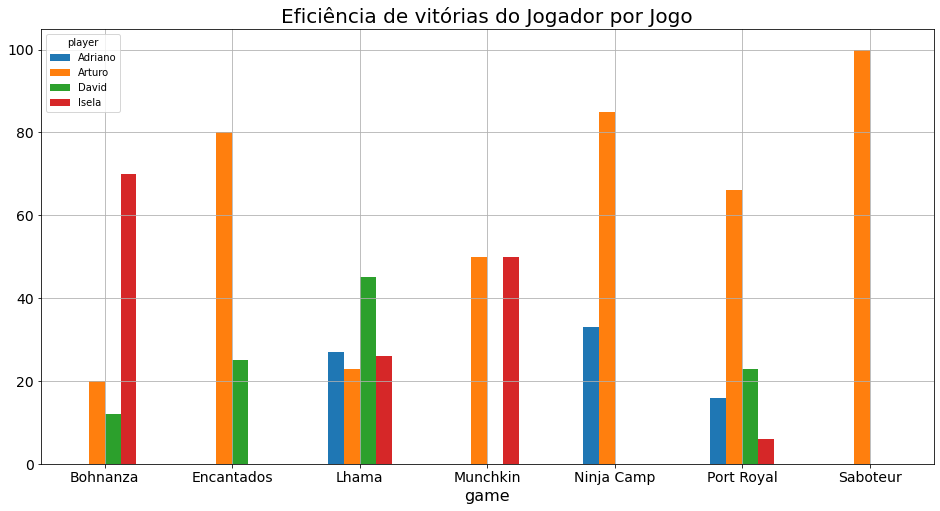 Eficiência de vitórias do Jogador por Jogo
player
Adriano
Arturo
David
Isela
100
80
60
40
20
0
Bohnanza Encantados Lhama Munchkin Ninja Camp Port Royal Saboteur
game